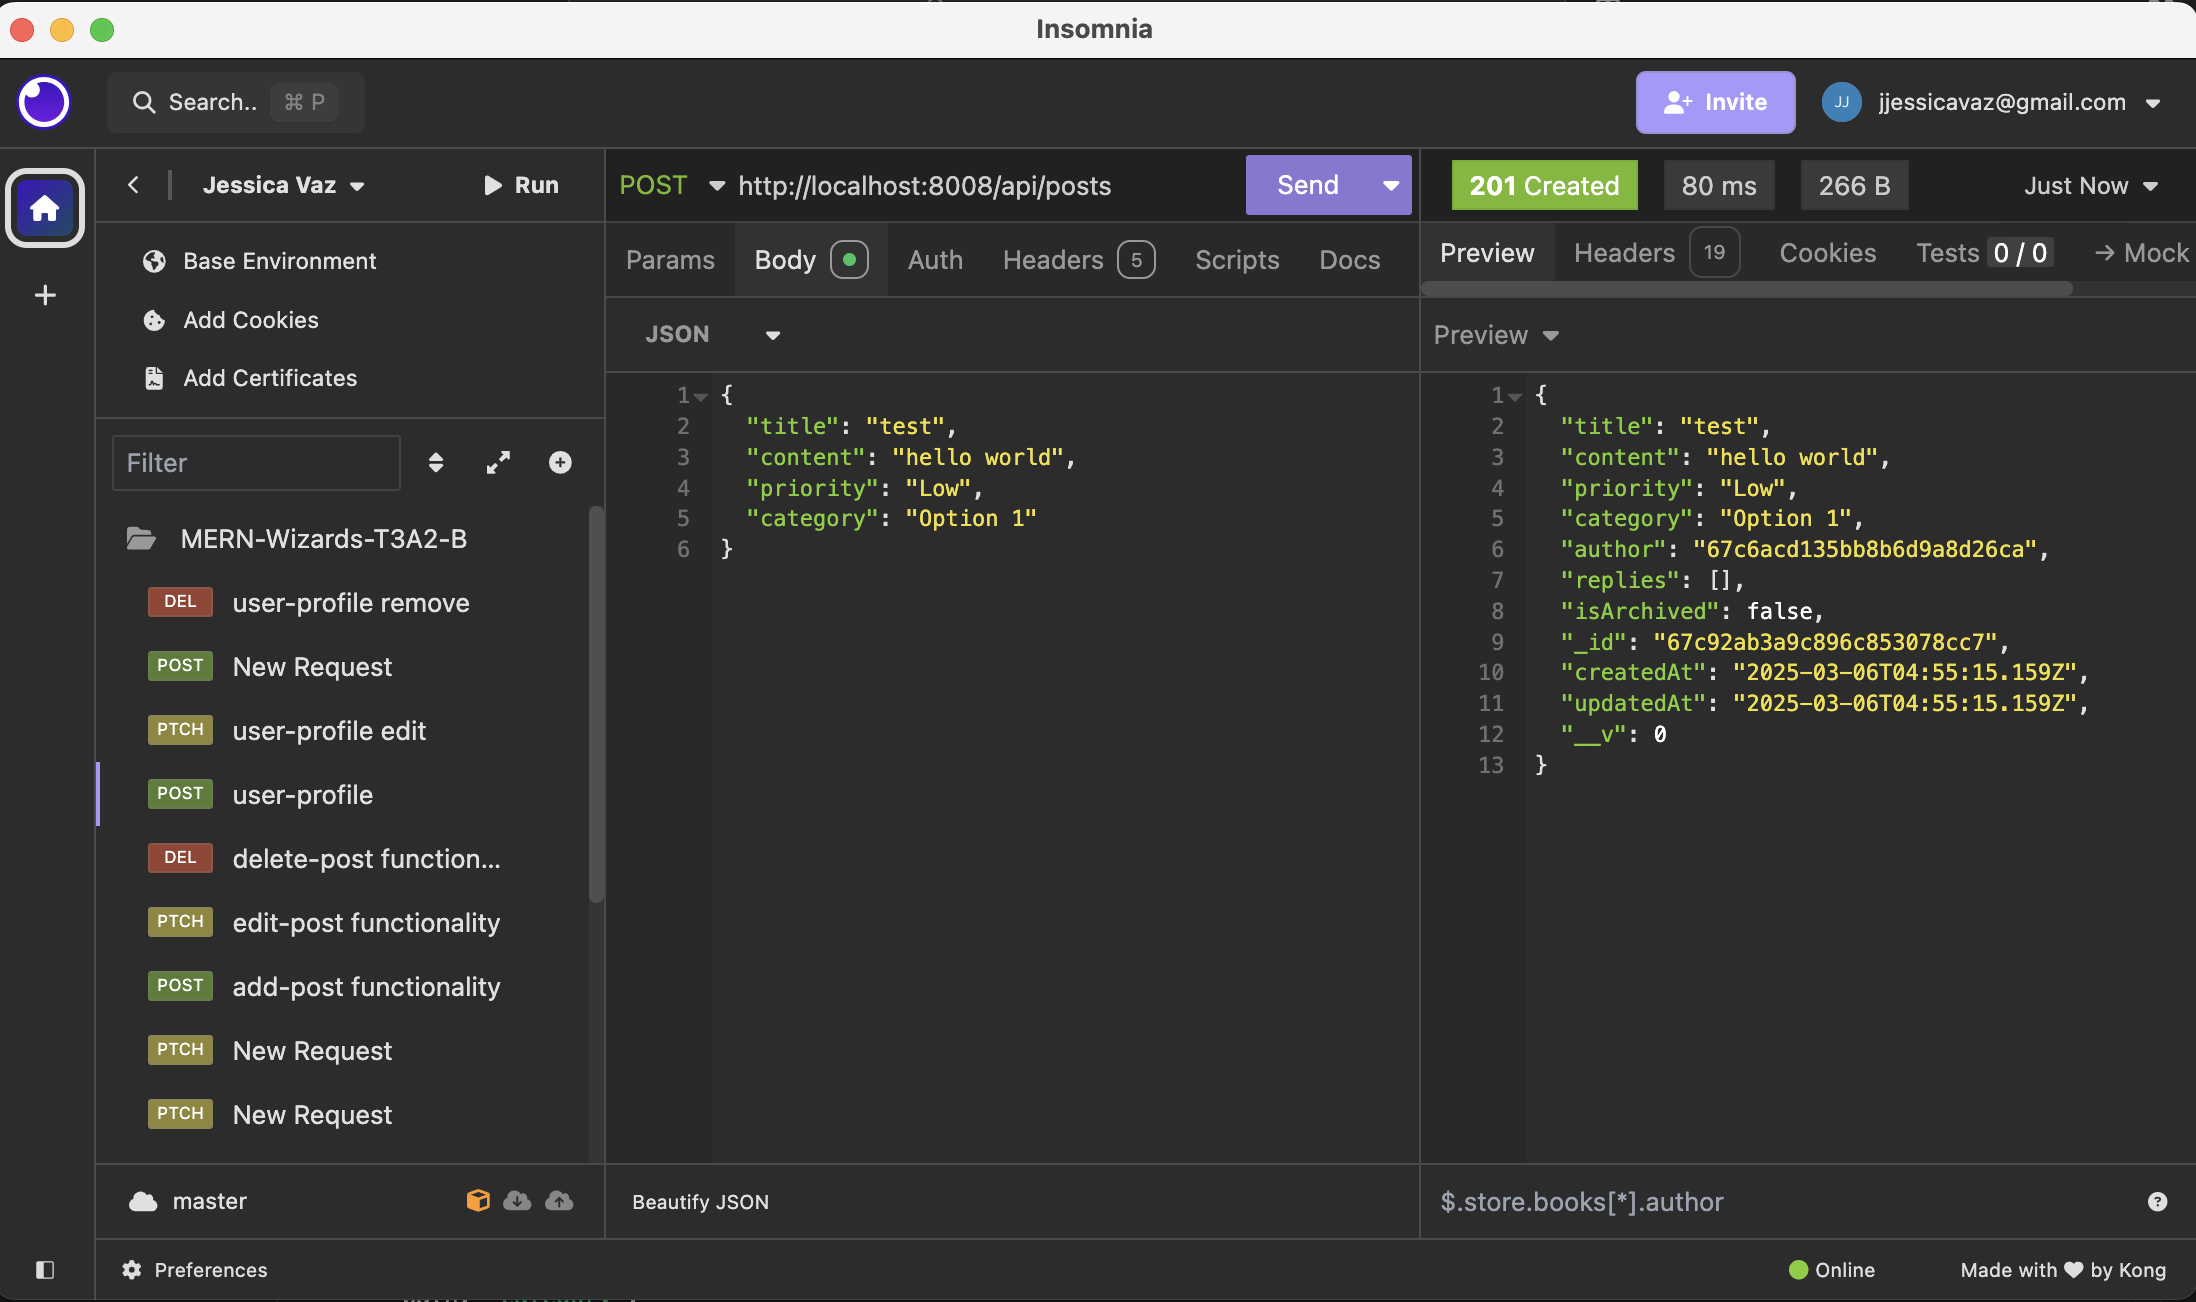 Insomnia
Search.. ⌘ P
Invite
JJ jjessicavaz@gmail.com
Jessica Vaz
Run
Base Environment
Add Cookies
Add Certificates
Filter
MERN-Wizards-T3A2-B
DEL user-profile remove
POST New Request
PTCH user-profile edit
POST user-profile
DEL delete-post function...
PTCH edit-post functionality
POST add-post functionality
PTCH New Request
PTCH New Request
master
POST http://localhost:8008/api/posts Send
Params Body Auth Headers 5 Scripts Docs
JSON
1 {
2 "title": "test",
3 "content": "hello world",
4 "priority": "Low",
5 "category": "Option 1"
6 }
Beautify JSON
201 Created 80 ms 266 B Just Now
Preview Headers 19 Cookies Tests 0 / 0 → Mock
Preview
1 {
2 "title": "test",
3 "content": "hello world",
4 "priority": "Low",
5 "category": "Option 1",
6 "author": "67c6acd135bb8b6d9a8d26ca",
7 "replies": [],
8 "isArchived": false,
9 "_id": "67c92ab3a9c896c853078cc7",
10 "createdAt": "2025-03-06T04:55:15.159Z",
11 "updatedAt": "2025-03-06T04:55:15.159Z",
12 "__v": 0
13 }
$.store.books[*].author
Preferences
Online
Made with ♥ by Kong